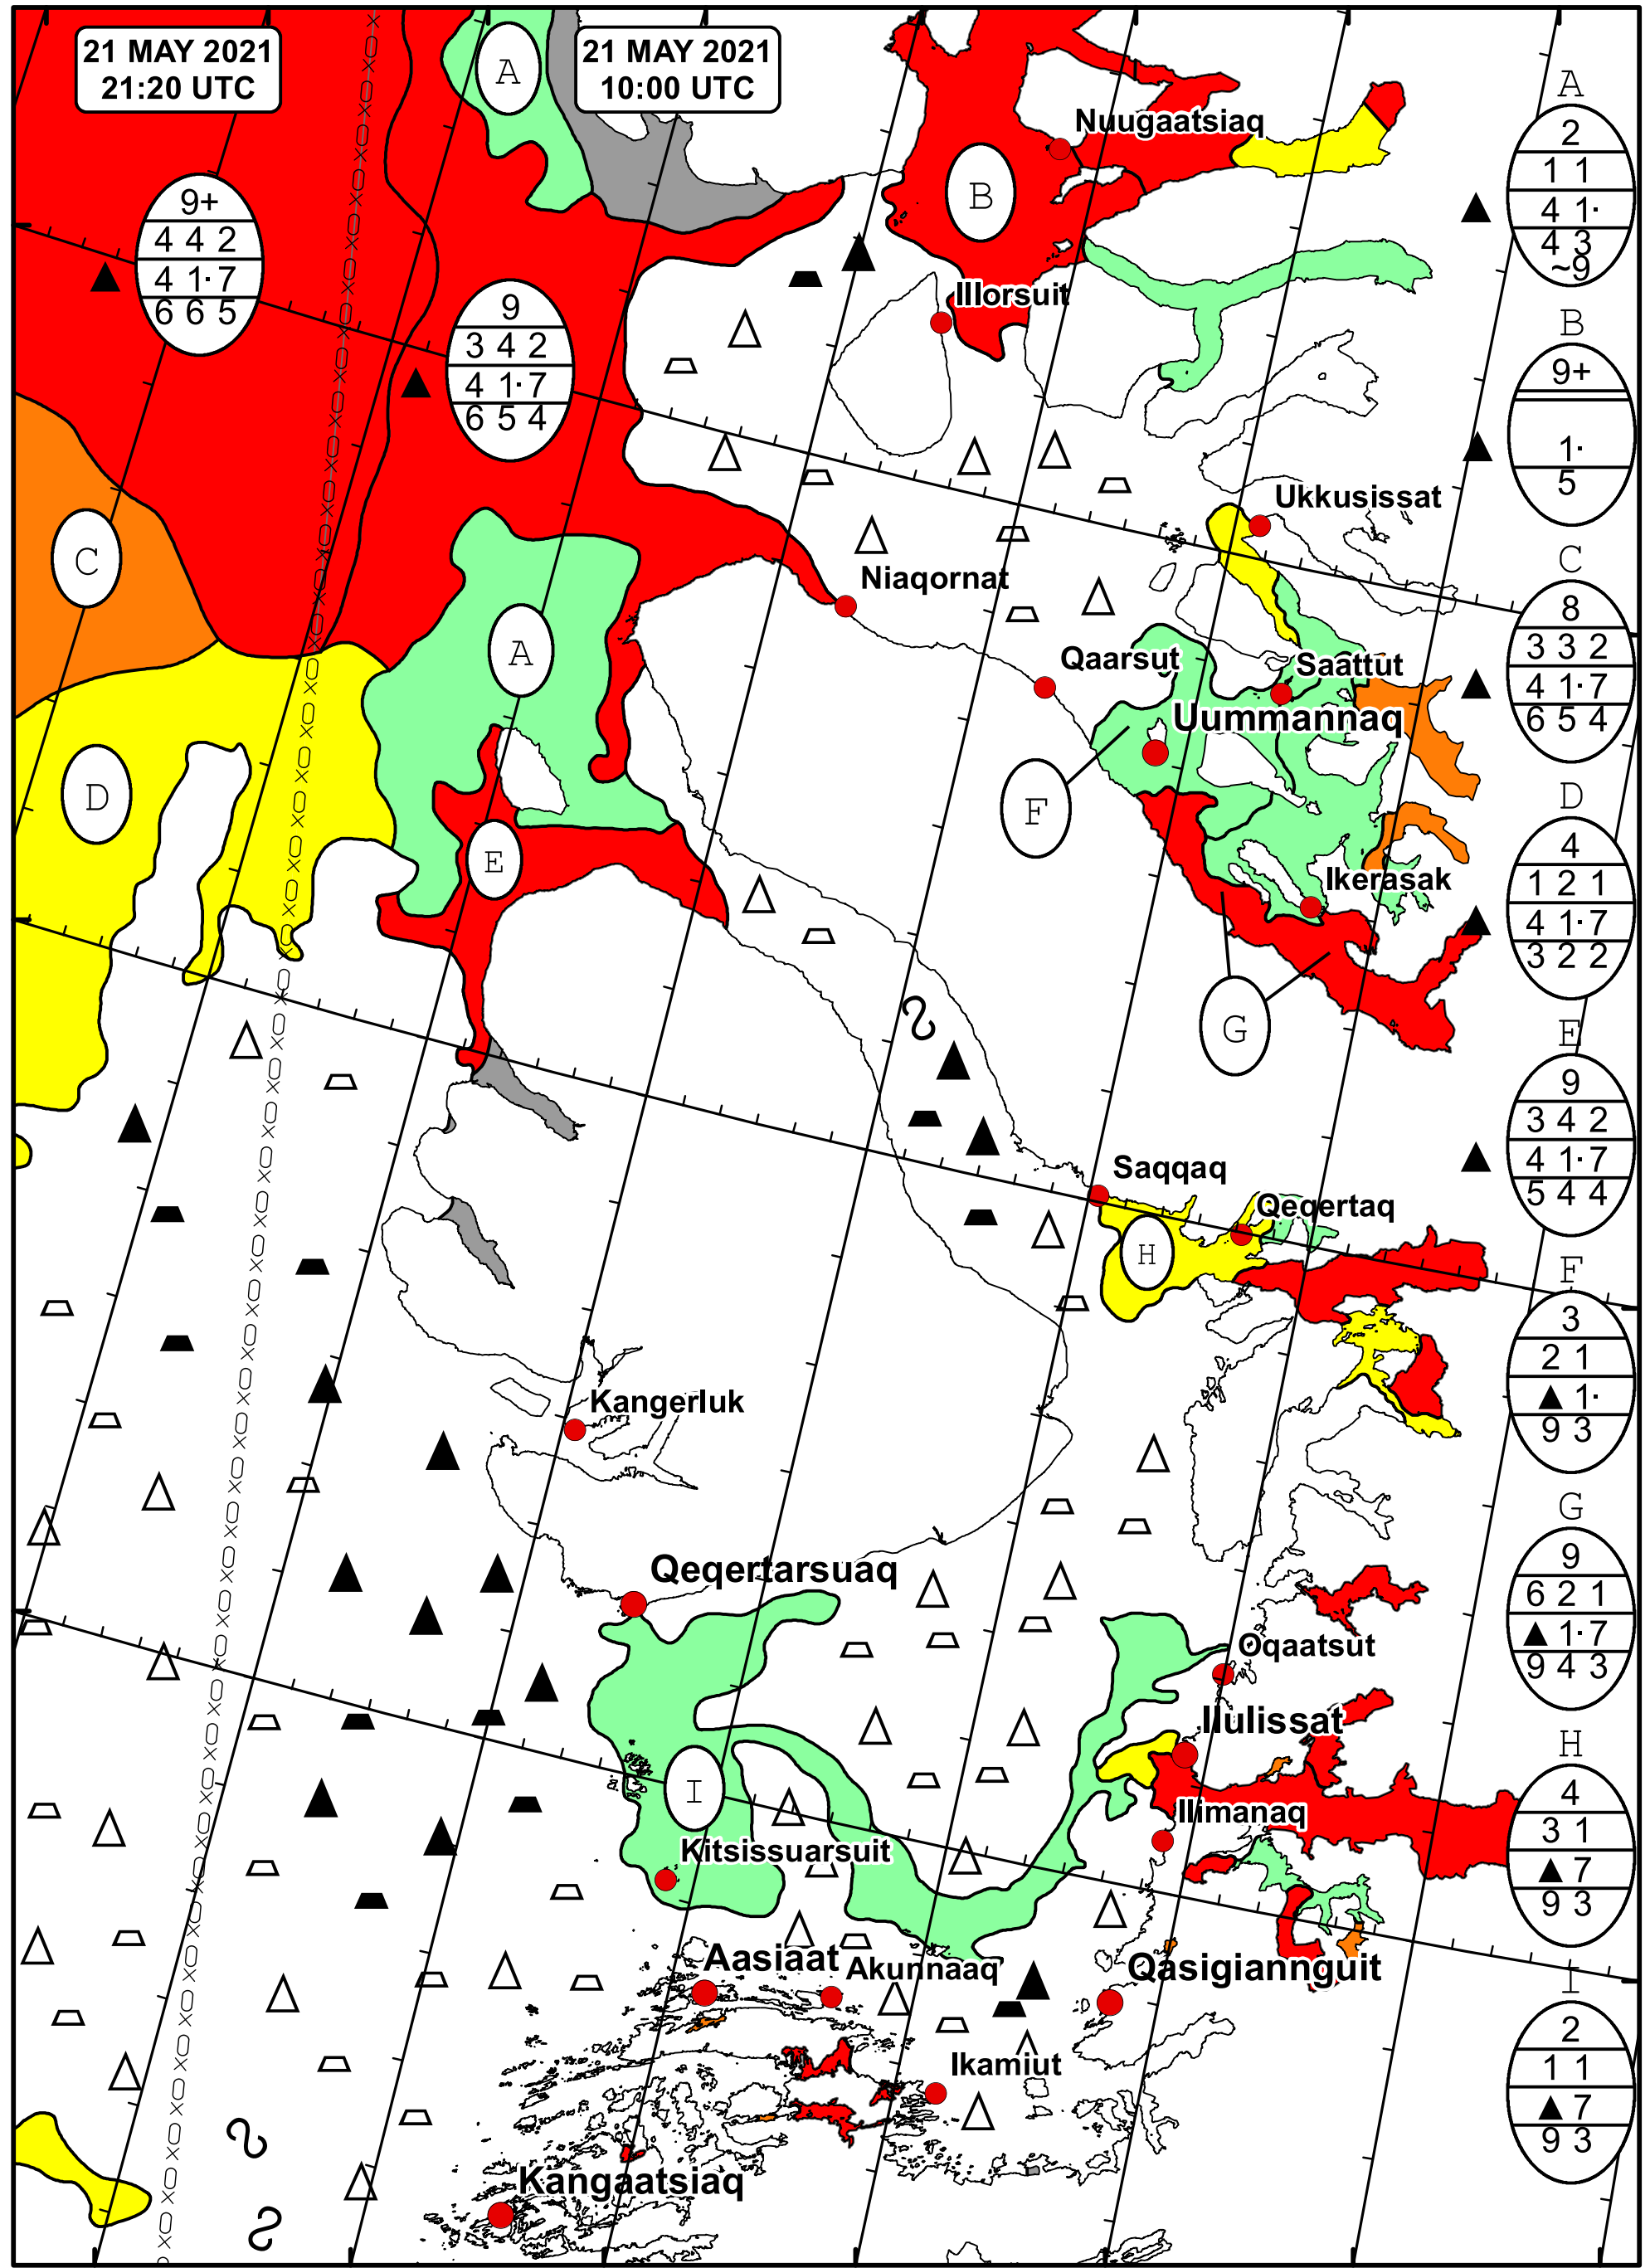 21 MAY 2021
21:20 UTC
21 MAY 2021
10:00 UTC
A
A
2
1 1
4 1·
4 3
~9
Nuugaatsiaq
B
9+
4 4 2
4 1·7
6 6 5
9
3 4 2
4 1·7
6 5 4
Illorsuit
B
9+
1·
5
Ukkusissat
C
C
8
3 3 2
4 1·7
6 5 4
Niaqornat
A
Qaarsut
Saattut
Uummannaq
D
F
D
4
1 2 1
4 1·7
3 2 2
E
Ikerasak
G
E
9
3 4 2
4 1·7
5 4 4
Saqqaq
Qeqertaq
H
F
3
2 1
▲ 1·
9 3
Kangerluk
G
9
6 2 1
▲ 1·7
9 4 3
Qeqertarsuaq
Oqaatsut
Ilulissat
I
Ilimanaq
H
4
3 1
▲ 7
9 3
Kitsissuarsuit
Aasiaat
Akunnaaq
Qasigiannguit
I
2
1 1
▲ 7
9 3
Ikamiut
Kangaatsiaq